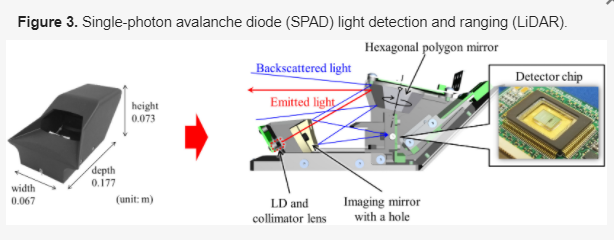 Figure 3. Single-photon avalanche diode (SPAD) light detection and ranging (LiDAR).
Hexagonal polygon mirror
Backscattered light
Detector chip
Emitted light
height
0.073
depth
0.177
width
0.067
(unit: m)
LD and
collimator lens
Imaging mirror
with a hole